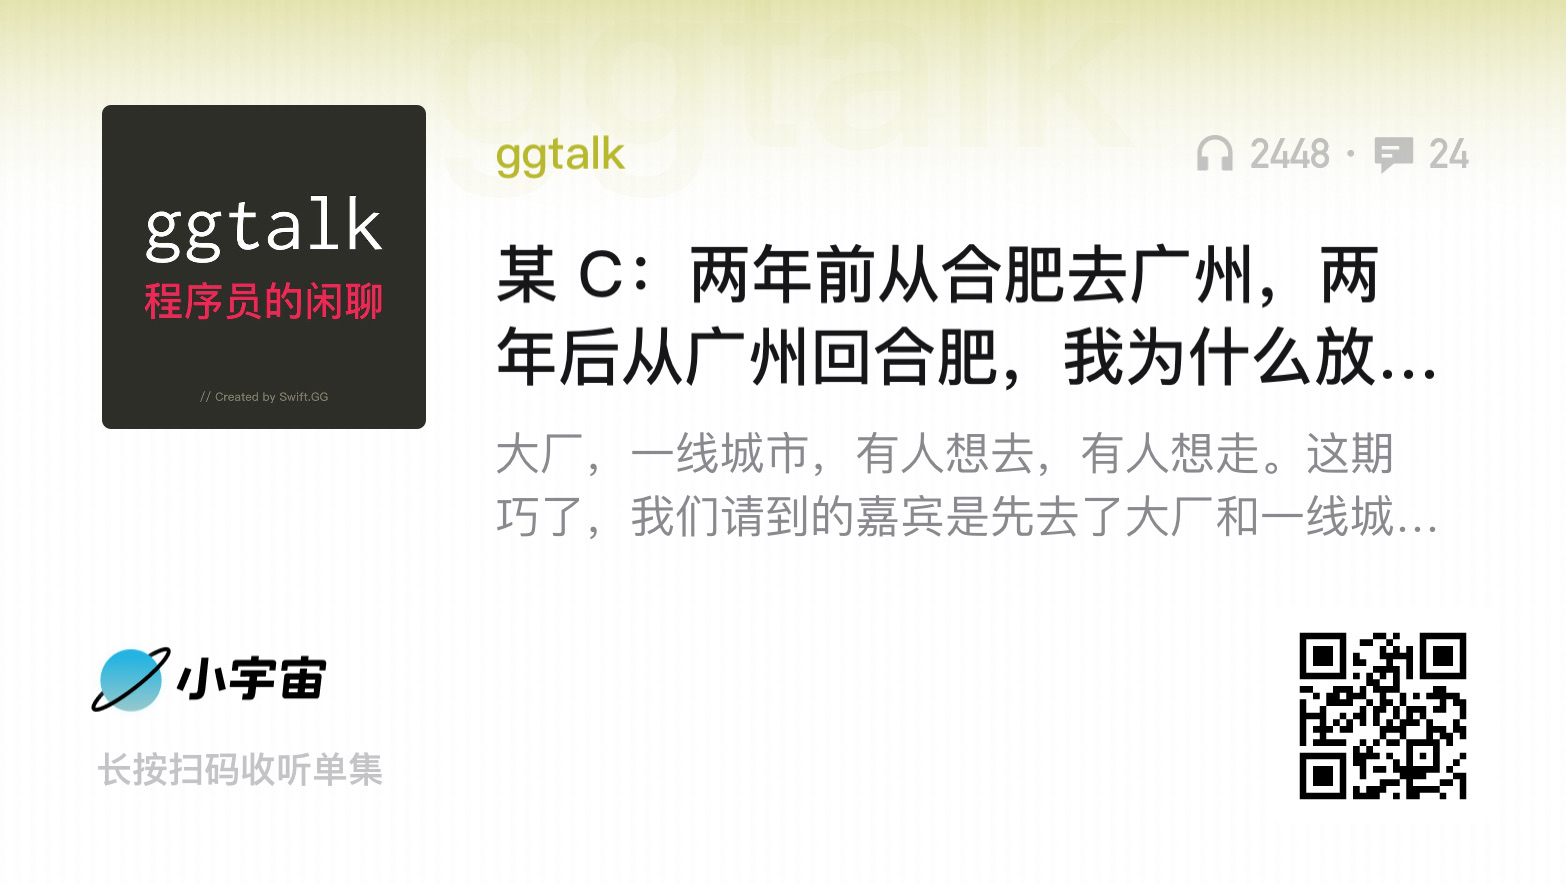 ggtalk
程序员的闲聊
// Created by Swift.GG
ggtalk
ggtalk
2448 · 24
某 C：两年前从合肥去广州，两
年后从广州回合肥，我为什么放...
大厂，一线城市，有人想去，有人想走。这期
巧了，我们请到的嘉宾是先去了大厂和一线城...
小宇宙
长按扫码收听单集